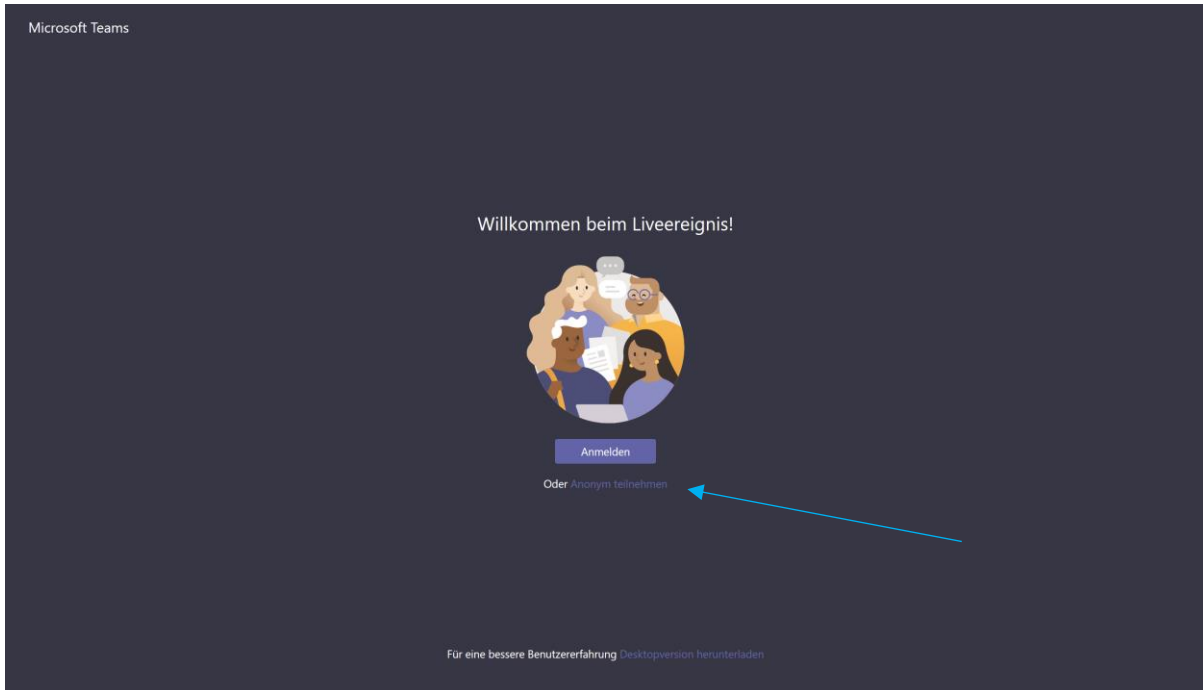 Microsoft Teams
Willkommen beim Liveereignis!
Anmelden
Oder Anonym teilnehmen
Für eine bessere Benutzererfahrung Desktopversion herunterladen